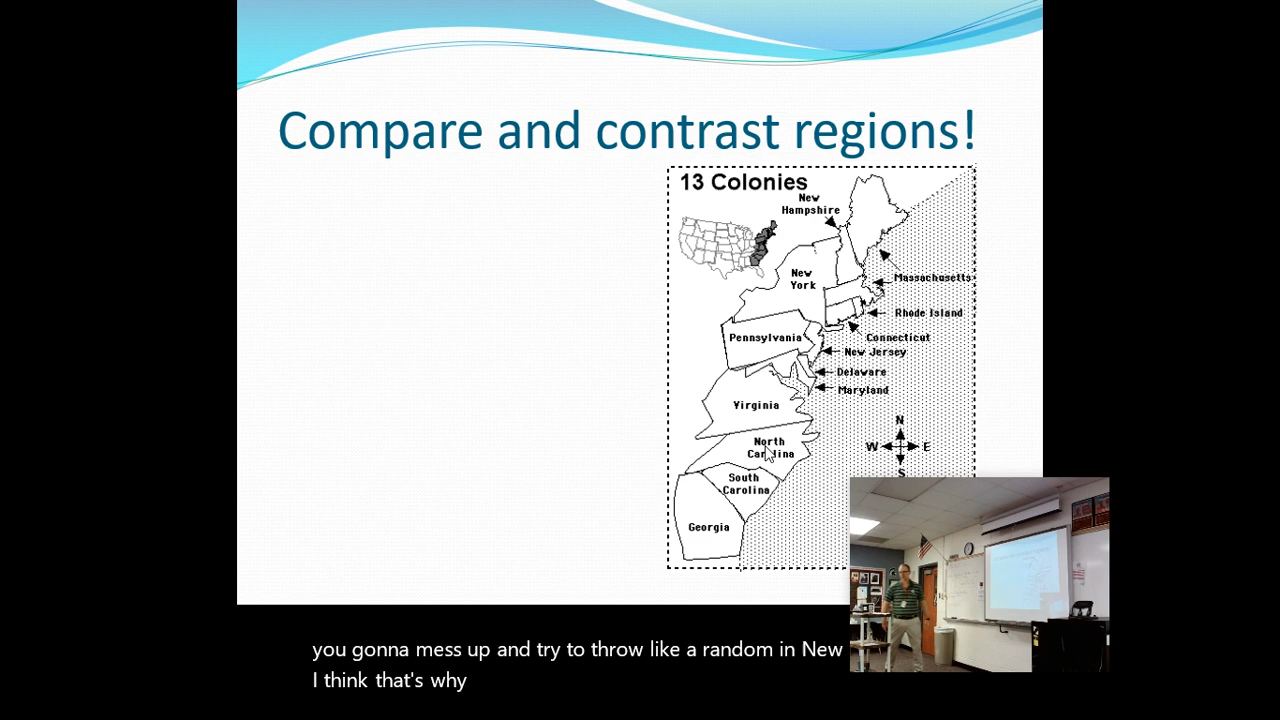 Compare and contrast regions!
13 Colonies
New
Hampshire
New
York
Massachusetts
Rhode Island
Pennsylvania
Connecticut
New Jersey
Delaware
Maryland
Virginia
N
W E
S
North
Carolina
South
Carolina
Georgia
you gonna mess up and try to throw like a random in New
I think that's why